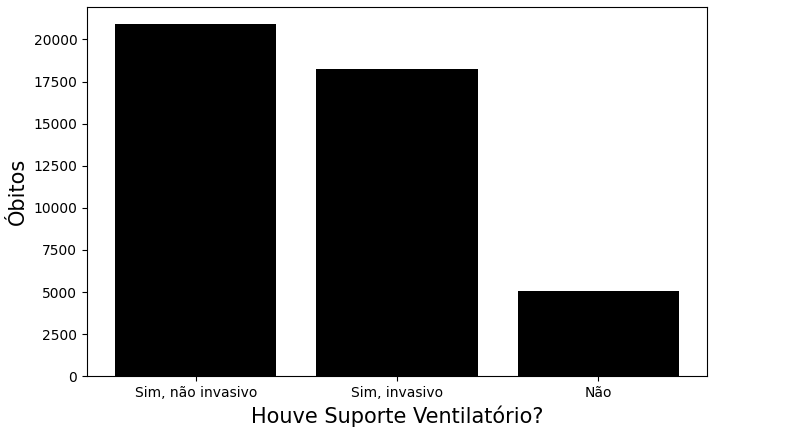 Óbitos
20000
17500
15000
12500
10000
7500
5000
2500
0
Sim, não invasivo
Sim, invasivo
Não
Houve Suporte Ventilatório?